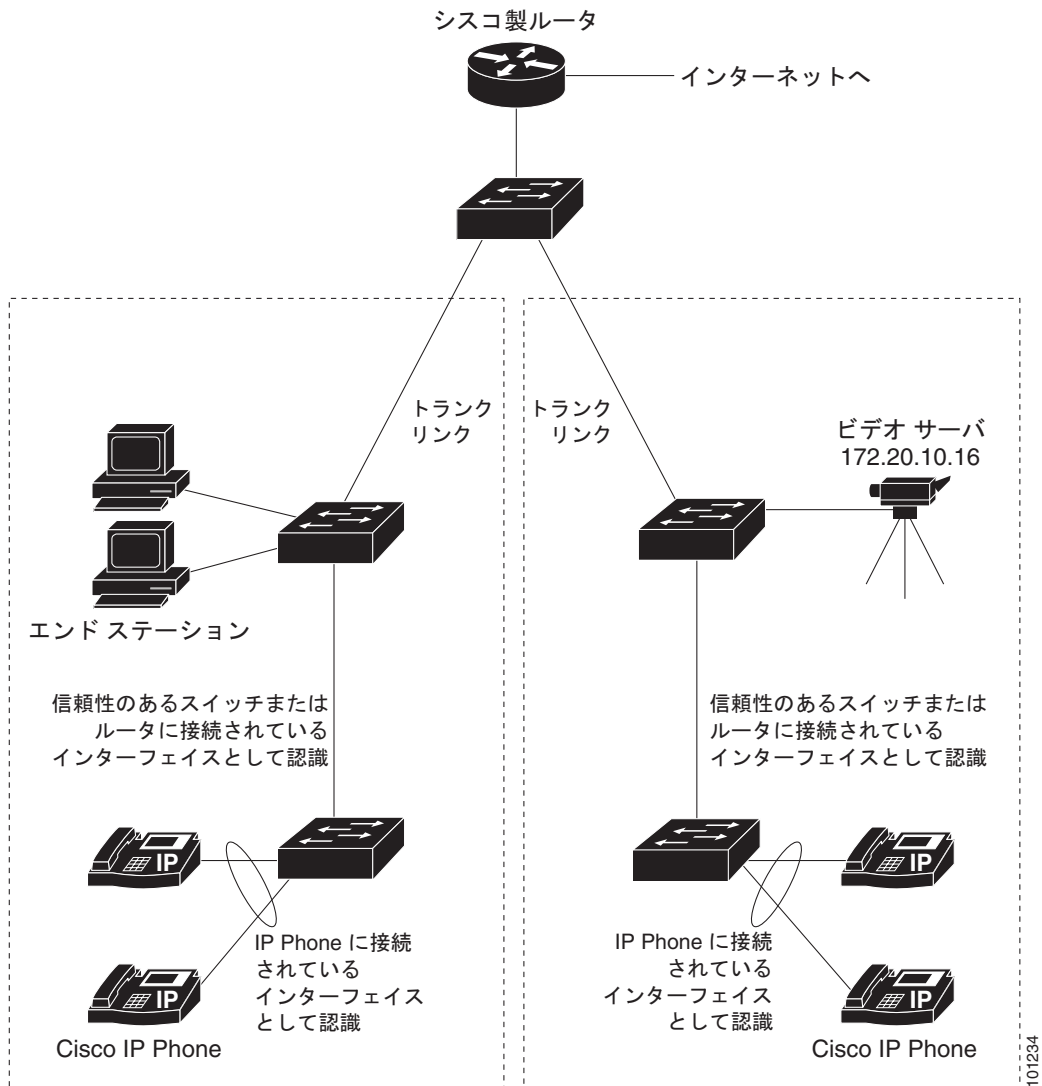 シスコ製ルータ
インターネットへ
トランク
リンク
トランク
リンク
ビデオ サーバ
172.20.10.16
エンド ステーション
信頼性のあるスイッチまたは
ルータに接続されている
インターフェイスとして認識
信頼性のあるスイッチまたは
ルータに接続されている
インターフェイスとして認識
IP
IP
IP Phone に接続
されている
インターフェイス
として認識
IP Phone に接続
されている
インターフェイス
として認識
IP
IP
Cisco IP Phone
Cisco IP Phone
101234